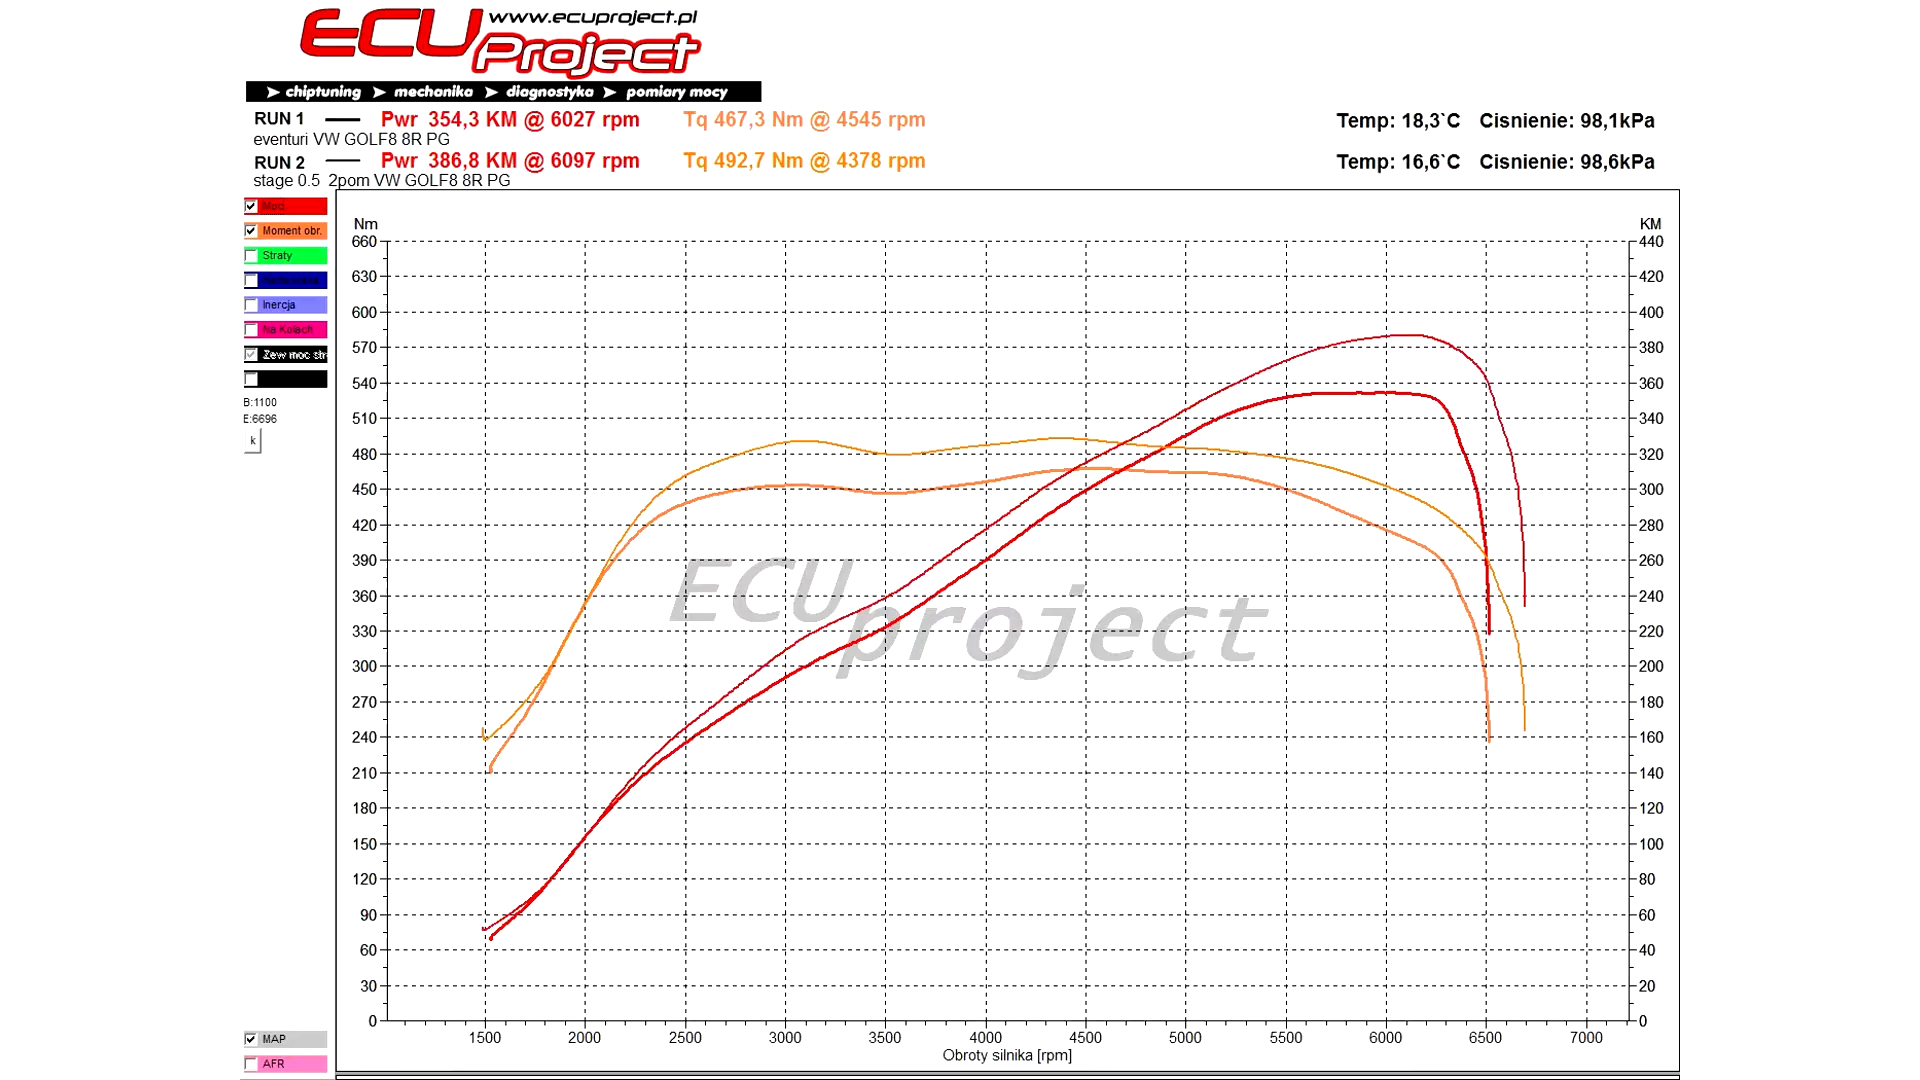 www.ecuproject.pl
ECU Project
chiptuning mechanika diagnostyka pomiary mocy
RUN 1 Pwr 354,3 KM @ 6027 rpm Tq 467,3 Nm @ 4545 rpm Temp: 18,3`C Cisnienie: 98,1kPa
eventuri VW GOLF8 8R PG
RUN 2 Pwr 386,8 KM @ 6097 rpm Tq 492,7 Nm @ 4378 rpm Temp: 16,6`C Cisnienie: 98,6kPa
stage 0.5 2pom VW GOLF8 8R PG
Moc
Moment obr.
Straty
Inercja
Na Kolach
Zew moc str
B:1100
E:6696
k
MAP
AFR
Nm KM
660 440
630 420
600 400
570 380
540 360
510 340
480 320
450 300
420 280
390 260
360 240
330 220
300 200
270 180
240 160
210 140
180 120
150 100
120 80
90 60
60 40
30 20
0 0
ECU project
1500 2000 2500 3000 3500 4000 4500 5000 5500 6000 6500 7000
Obroty silnika [rpm]